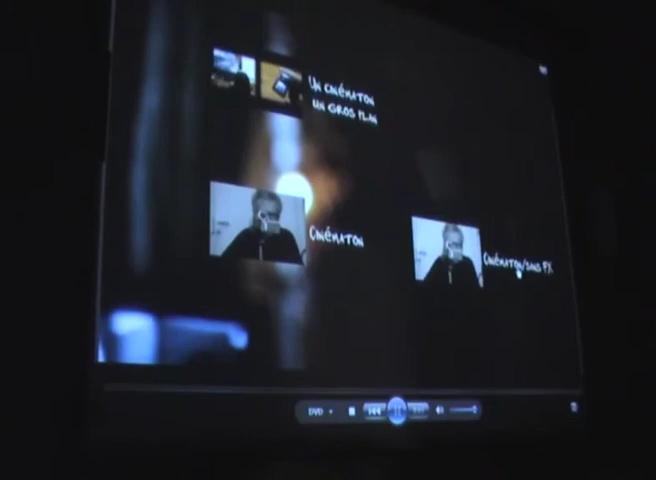 Un cinématon
un gros plan
Cinématon
Cinématon/sans FX
DVD